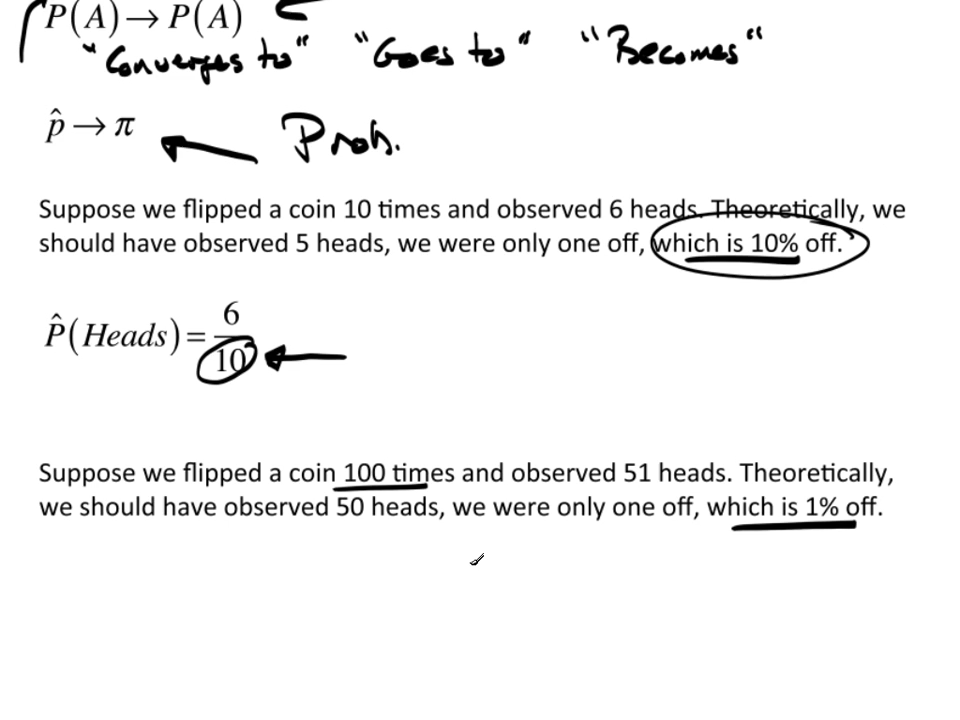 P(A) → P(A)
"Converges to" "Goes to" "Becomes"
p̂ → π Prob.
Suppose we flipped a coin 10 times and observed 6 heads. Theoretically, we
should have observed 5 heads, we were only one off, which is 10% off.
P̂(Heads) = 6/10
Suppose we flipped a coin 100 times and observed 51 heads. Theoretically,
we should have observed 50 heads, we were only one off, which is 1% off.